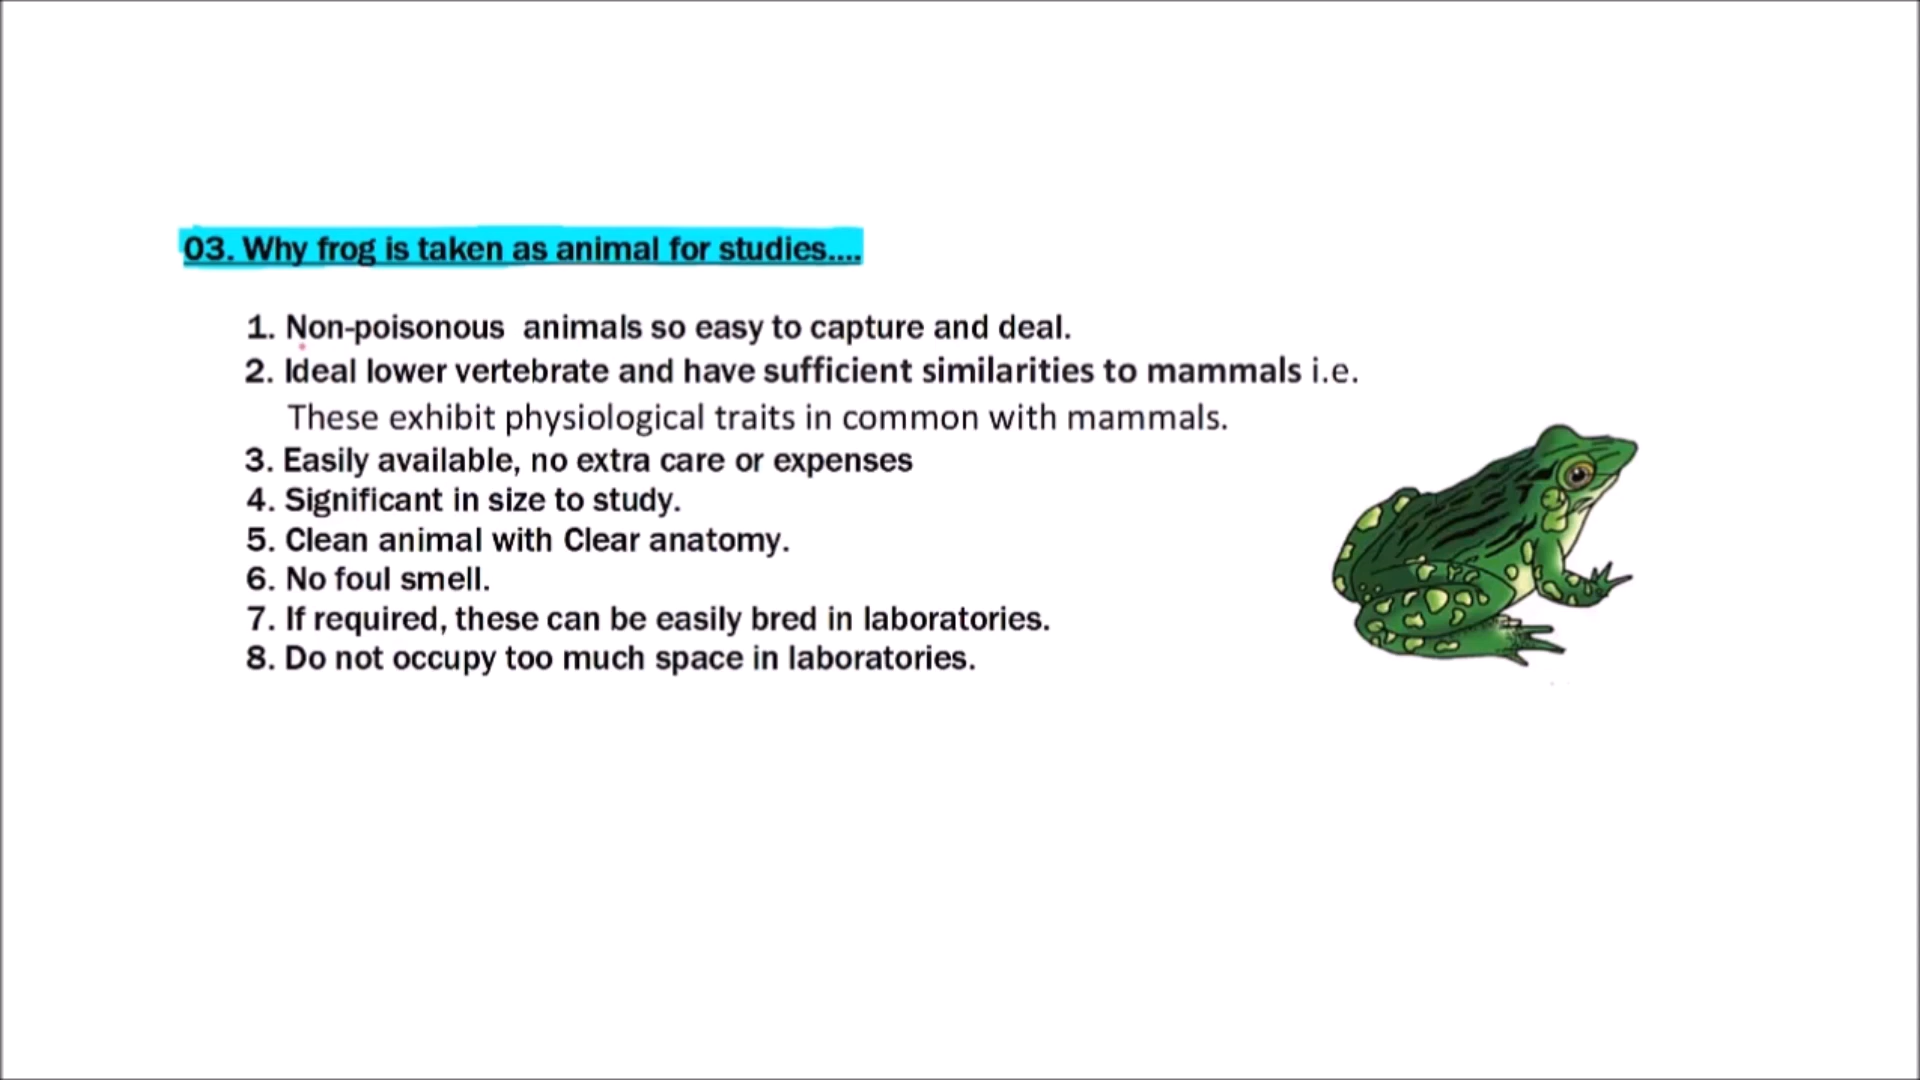 03. Why frog is taken as animal for studies....
1. Non-poisonous animals so easy to capture and deal.
2. Ideal lower vertebrate and have sufficient similarities to mammals i.e.
These exhibit physiological traits in common with mammals.
3. Easily available, no extra care or expenses
4. Significant in size to study.
5. Clean animal with Clear anatomy.
6. No foul smell.
7. If required, these can be easily bred in laboratories.
8. Do not occupy too much space in laboratories.